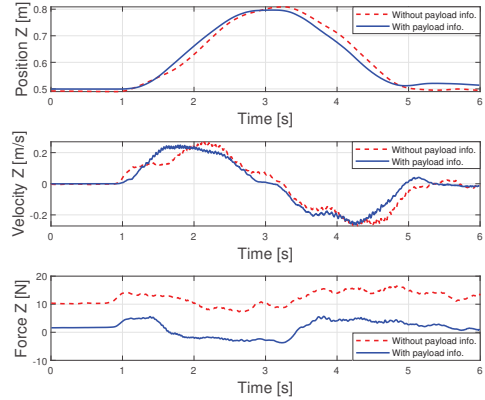 Position Z [m]
0.8
0.7
0.6
0.5
0 1 2 3 4 5 6
Time [s]
Without payload info.
With payload info.
Velocity Z [m/s]
0.2
0
-0.2
0 1 2 3 4 5 6
Time [s]
Without payload info.
With payload info.
Force Z [N]
20
10
0
-10
0 1 2 3 4 5 6
Time [s]
Without payload info.
With payload info.